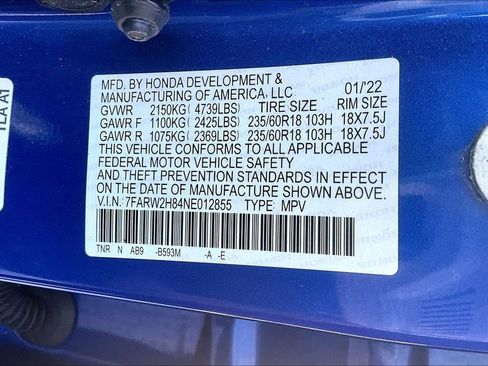 MFD. BY HONDA DEVELOPMENT &
MANUFACTURING OF AMERICA, LLC 01/'22
GVWR 2150KG (4739LBS) TIRE SIZE RIM SIZE
GAWR F 1100KG (2425LBS) 235/60R18 103H 18X7.5J
GAWR R 1075KG (2369LBS) 235/60R18 103H 18X7.5J
THIS VEHICLE CONFORMS TO ALL APPLICABLE
FEDERAL MOTOR VEHICLE SAFETY
AND THEFT PREVENTION STANDARDS IN EFFECT ON
THE DATE OF MANUFACTURE SHOWN ABOVE.
V.I.N.: 7FARW2H84NE012855 TYPE: MPV
TNR N AB9 -B593M -A -E
TLA A1